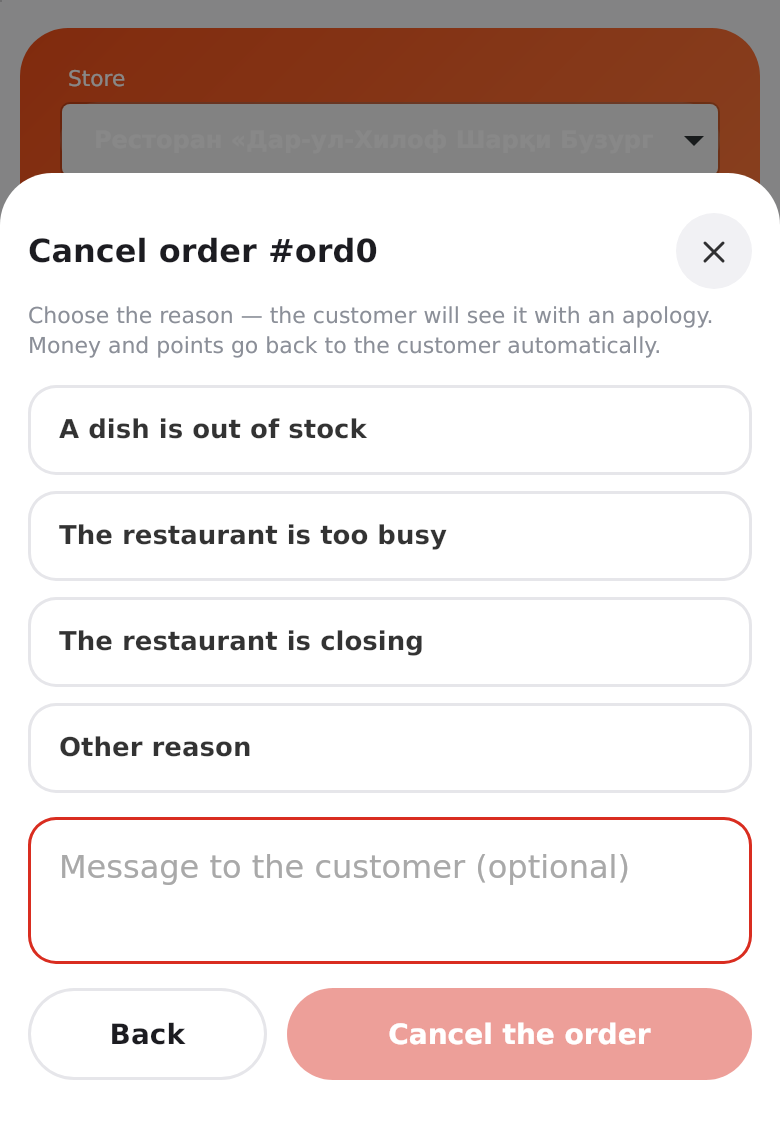 Store
Ресторан «Дар-ул-Хилоф Шарқи Бузург
Cancel order #ord0
Choose the reason — the customer will see it with an apology.
Money and points go back to the customer automatically.
A dish is out of stock
The restaurant is too busy
The restaurant is closing
Other reason
Message to the customer (optional)
Back
Cancel the order